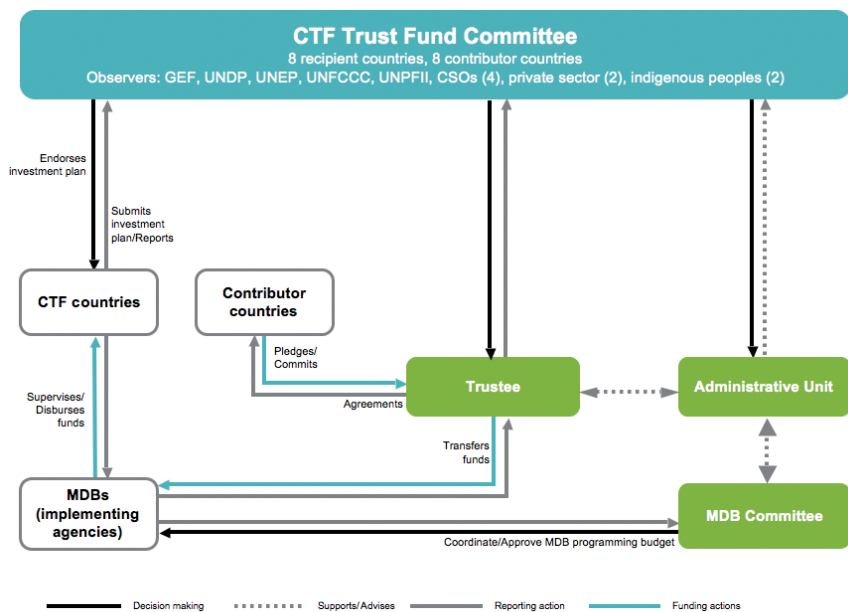 CTF Trust Fund Committee
8 recipient countries, 8 contributor countries
Observers: GEF, UNDP, UNEP, UNFCCC, UNPFII, CSOs (4), private sector (2), indigenous peoples (2)
Endorses
investment plan
Submits
investment
plan/Reports
CTF countries
Contributor
countries
Pledges/
Commits
Agreements
Trustee
Administrative Unit
Supervises/
Disburses
funds
Transfers
funds
MDBs
(implementing
agencies)
MDB Committee
Coordinate/Approve MDB programming budget
Decision making
Supports/Advises
Reporting action
Funding actions